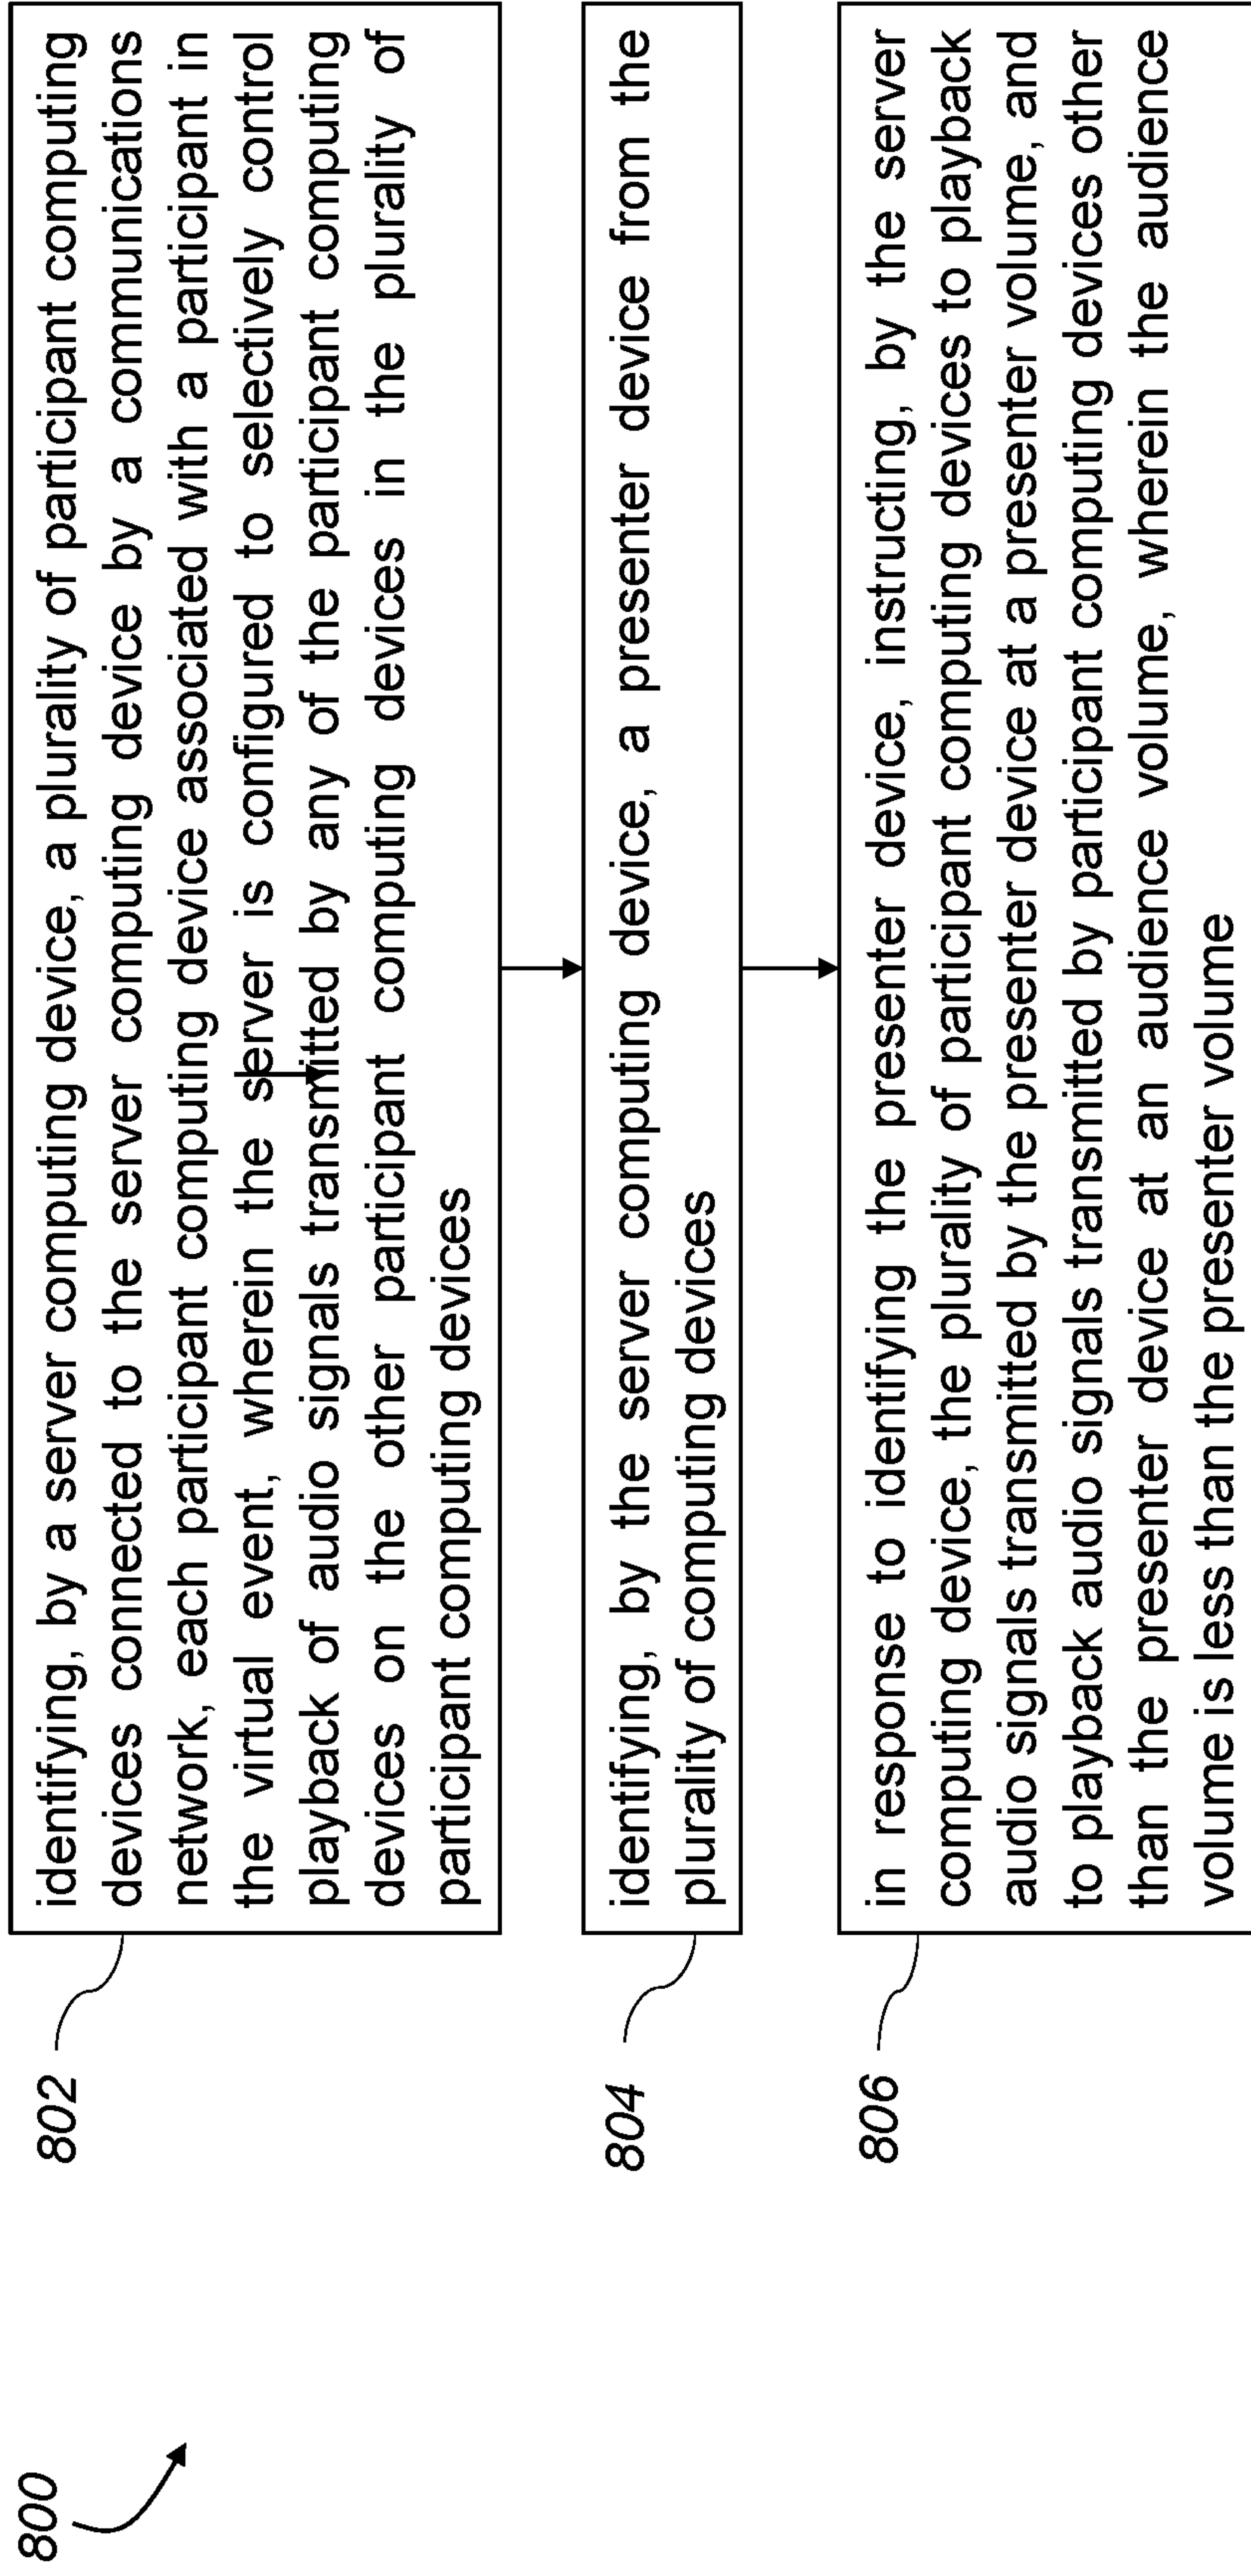 800
802
identifying, by a server computing device, a plurality of participant computing
devices connected to the server computing device by a communications
network, each participant computing device associated with a participant in
the virtual event, wherein the server is configured to selectively control
playback of audio signals transmitted by any of the participant computing
devices on the other participant computing devices in the plurality of
participant computing devices
804
identifying, by the server computing device, a presenter device from the
plurality of computing devices
806
in response to identifying the presenter device, instructing, by the server
computing device, the plurality of participant computing devices to playback
audio signals transmitted by the presenter device at a presenter volume, and
to playback audio signals transmitted by participant computing devices other
than the presenter device at an audience volume, wherein the audience
volume is less than the presenter volume